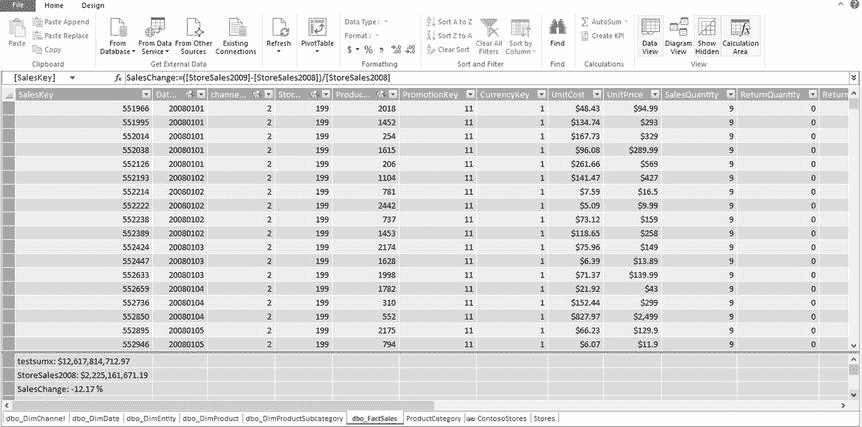 File Home Design
Paste Paste Append
Paste Replace
Copy
Clipboard
From Database From Data Service From Other Sources Existing Connections
Get External Data
Refresh
PivotTable
Data Type :
Format :
$ % ,
Formatting
Sort A to Z
Sort Z to A
Clear Sort
Clear All Filters
Sort by Column
Sort and Filter
Find
Find
AutoSum
Create KPI
Calculations
Data View Diagram View Show Hidden Calculation Area
View
[SalesKey] fx SalesChange:=([StoreSales2009]-[StoreSales2008])/[StoreSales2008]
SalesKey Dat... channe... Stor... Produc... PromotionKey CurrencyKey UnitCost UnitPrice SalesQuantity ReturnQuantity Return
551966 20080101 2 199 2018 11 1 $48.43 $94.99 9 0
551995 20080101 2 199 1452 11 1 $134.74 $293 9 0
552014 20080101 2 199 254 11 1 $167.73 $329 9 0
552038 20080101 2 199 1615 11 1 $96.08 $289.99 9 0
552126 20080101 2 199 206 11 1 $261.66 $569 9 0
552193 20080102 2 199 1104 11 1 $141.47 $427 9 0
552214 20080102 2 199 781 11 1 $7.59 $16.5 9 0
552222 20080102 2 199 2442 11 1 $5.09 $9.99 9 0
552238 20080102 2 199 737 11 1 $73.12 $159 9 0
552389 20080102 2 199 1453 11 1 $118.65 $258 9 0
552424 20080103 2 199 2174 11 1 $75.96 $149 9 0
552447 20080103 2 199 1628 11 1 $6.39 $13.89 9 0
552633 20080103 2 199 1998 11 1 $71.37 $139.99 9 0
552659 20080104 2 199 1782 11 1 $21.92 $43 9 0
552736 20080104 2 199 310 11 1 $152.44 $299 9 0
552850 20080104 2 199 552 11 1 $827.97 $2,499 9 0
552895 20080105 2 199 2175 11 1 $66.23 $129.9 9 0
552946 20080105 2 199 794 11 1 $6.07 $11.9 9 0
testsumx: $12,617,814,712.97
StoreSales2008: $2,225,161,671.19
SalesChange: -12.17 %
dbo_DimChannel dbo_DimDate dbo_DimEntity dbo_DimProduct dbo_DimProductSubcategory dbo_FactSales ProductCategory ContosoStores Stores